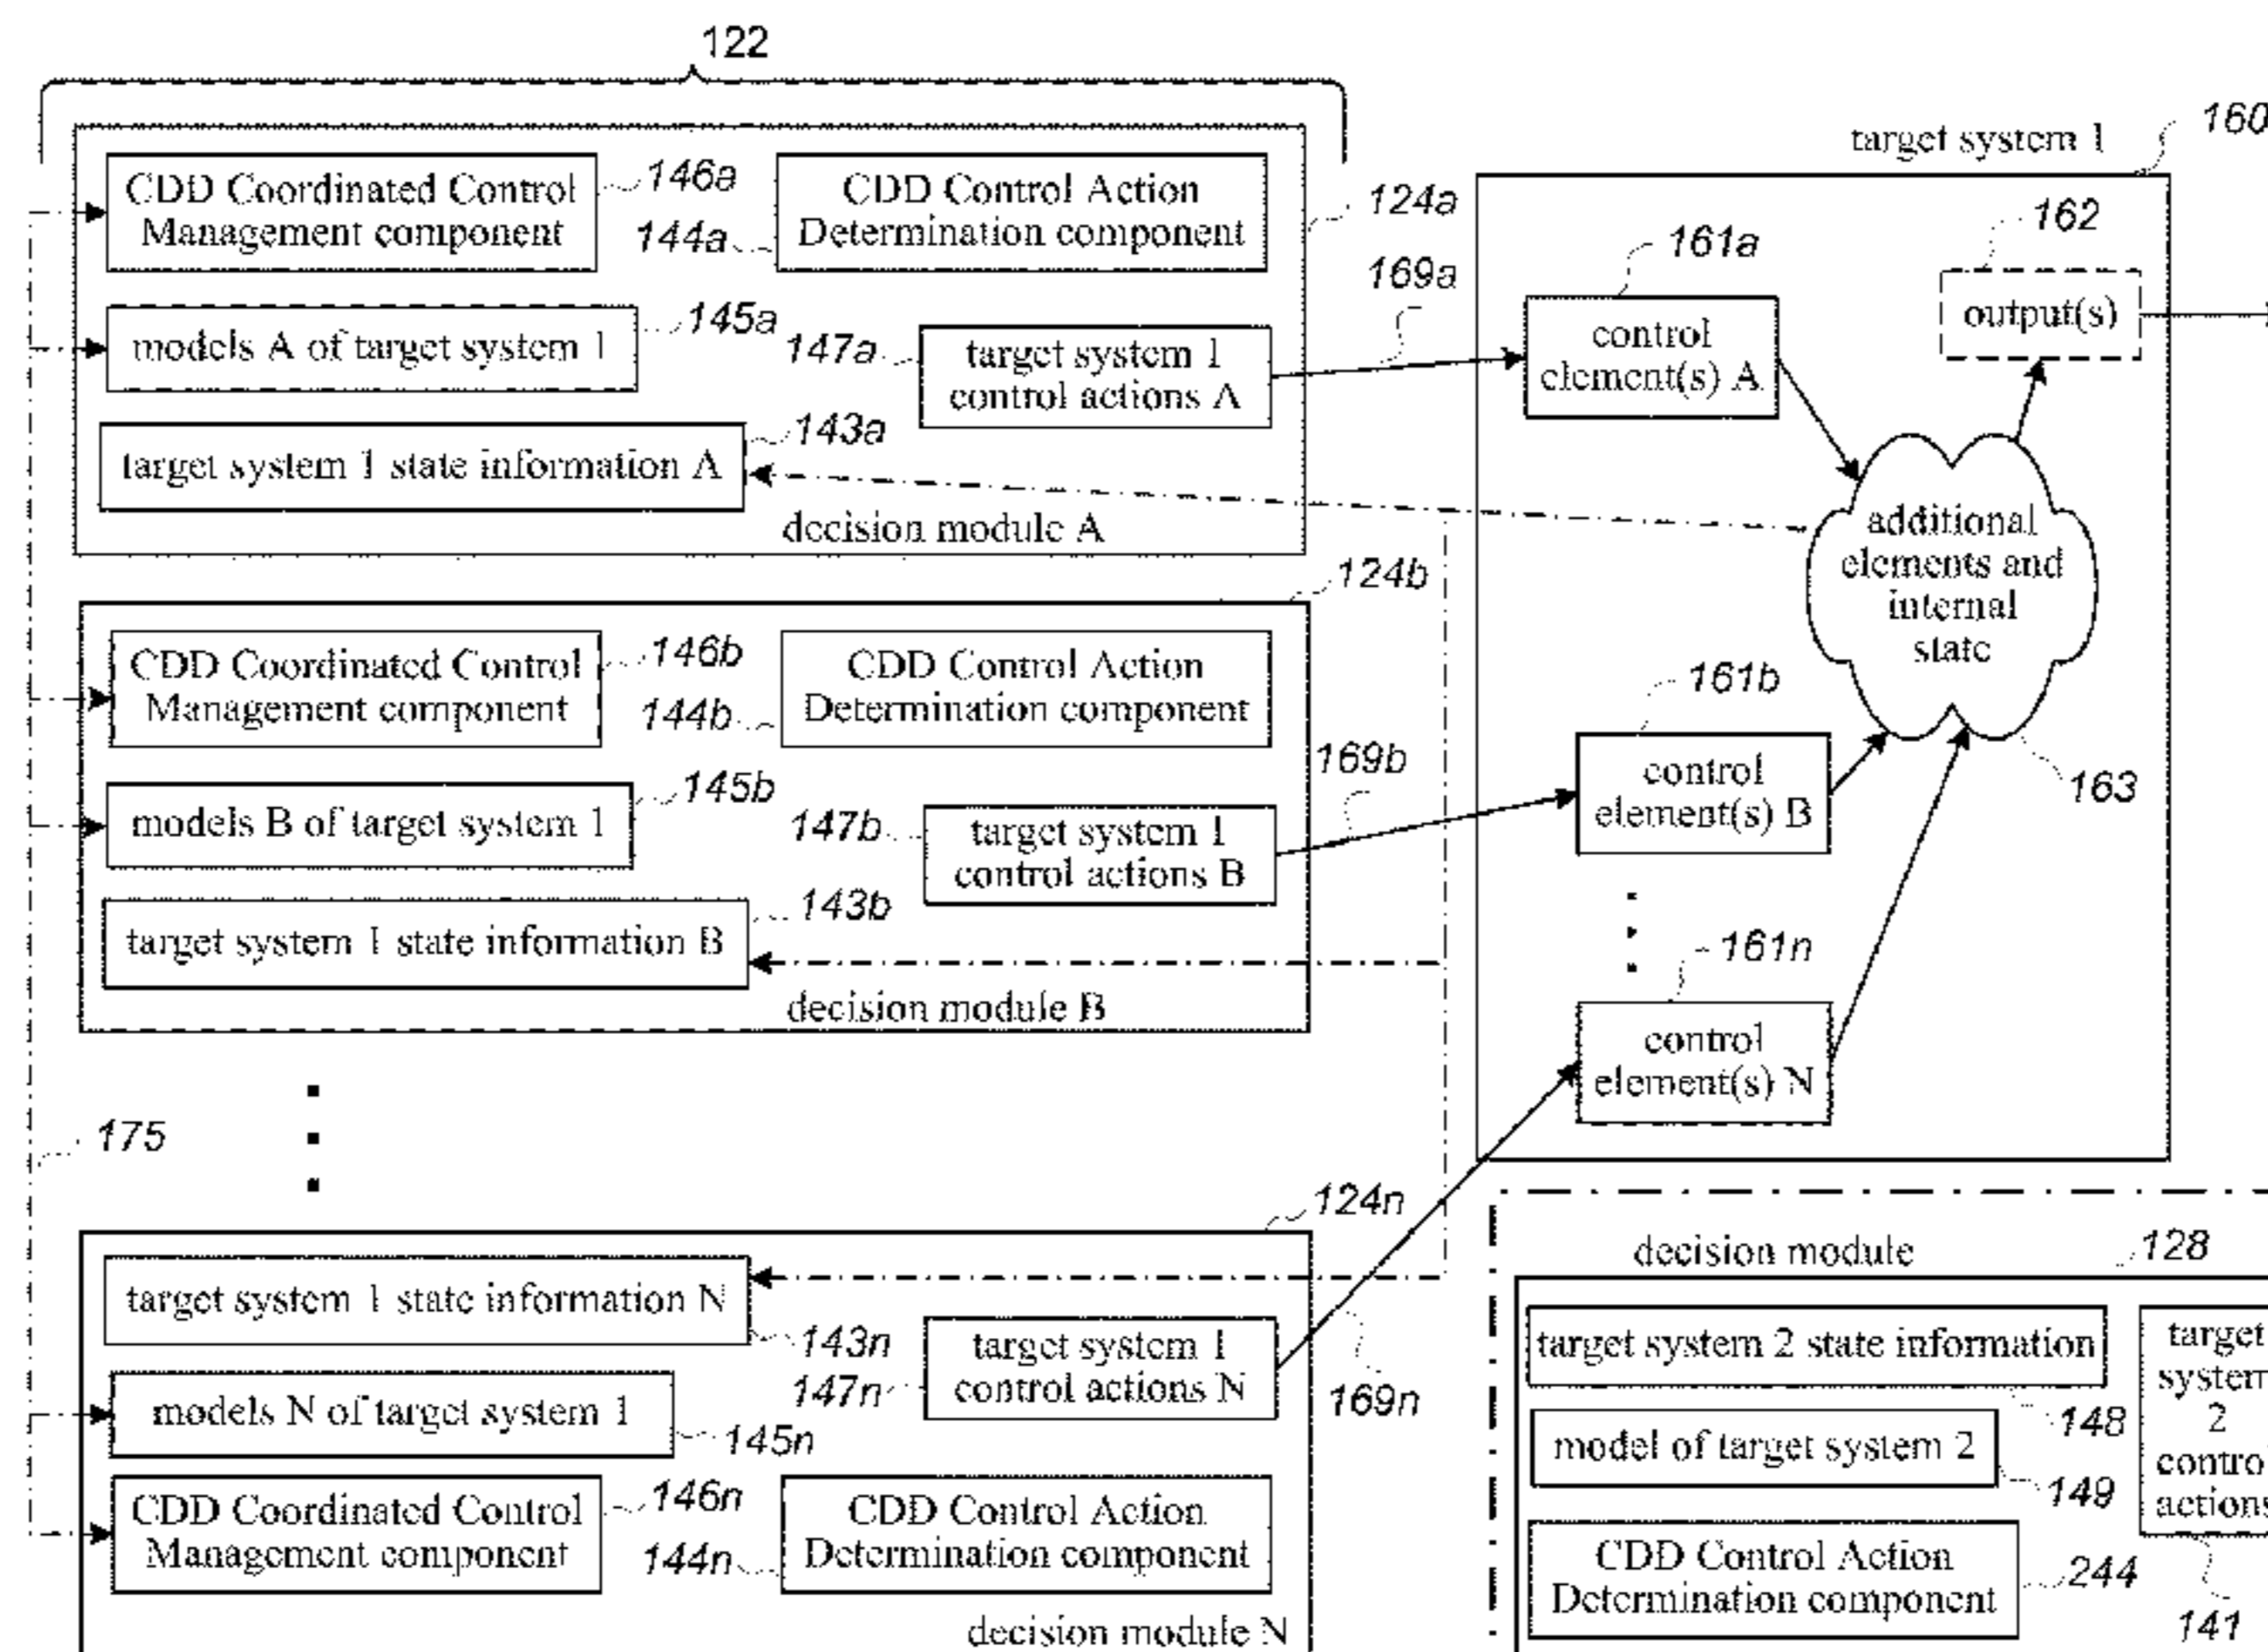 122
CDD Coordinated Control
Management component
146a
CDD Control Action
Determination component
144a
124a
models A of target system 1
145a
147a
target system 1
control actions A
169a
target system 1 state information A
143a
decision module A
target system 1
160
161a
control
element(s) A
162
output(s)
additional
elements and
internal
state
163
124b
CDD Coordinated Control
Management component
146b
CDD Control Action
Determination component
144b
models B of target system 1
145b
147b
target system 1
control actions B
169b
target system 1 state information B
143b
decision module B
161b
control
element(s) B
161n
control
element(s) N
175
124n
target system 1 state information N
143n
target system 1
control actions N
147n
169n
models N of target system 1
145n
CDD Coordinated Control
Management component
146n
CDD Control Action
Determination component
144n
decision module N
decision module
128
target system 2 state information
148
model of target system 2
149
CDD Control Action
Determination component
244
target
system
2
contro
actions
141